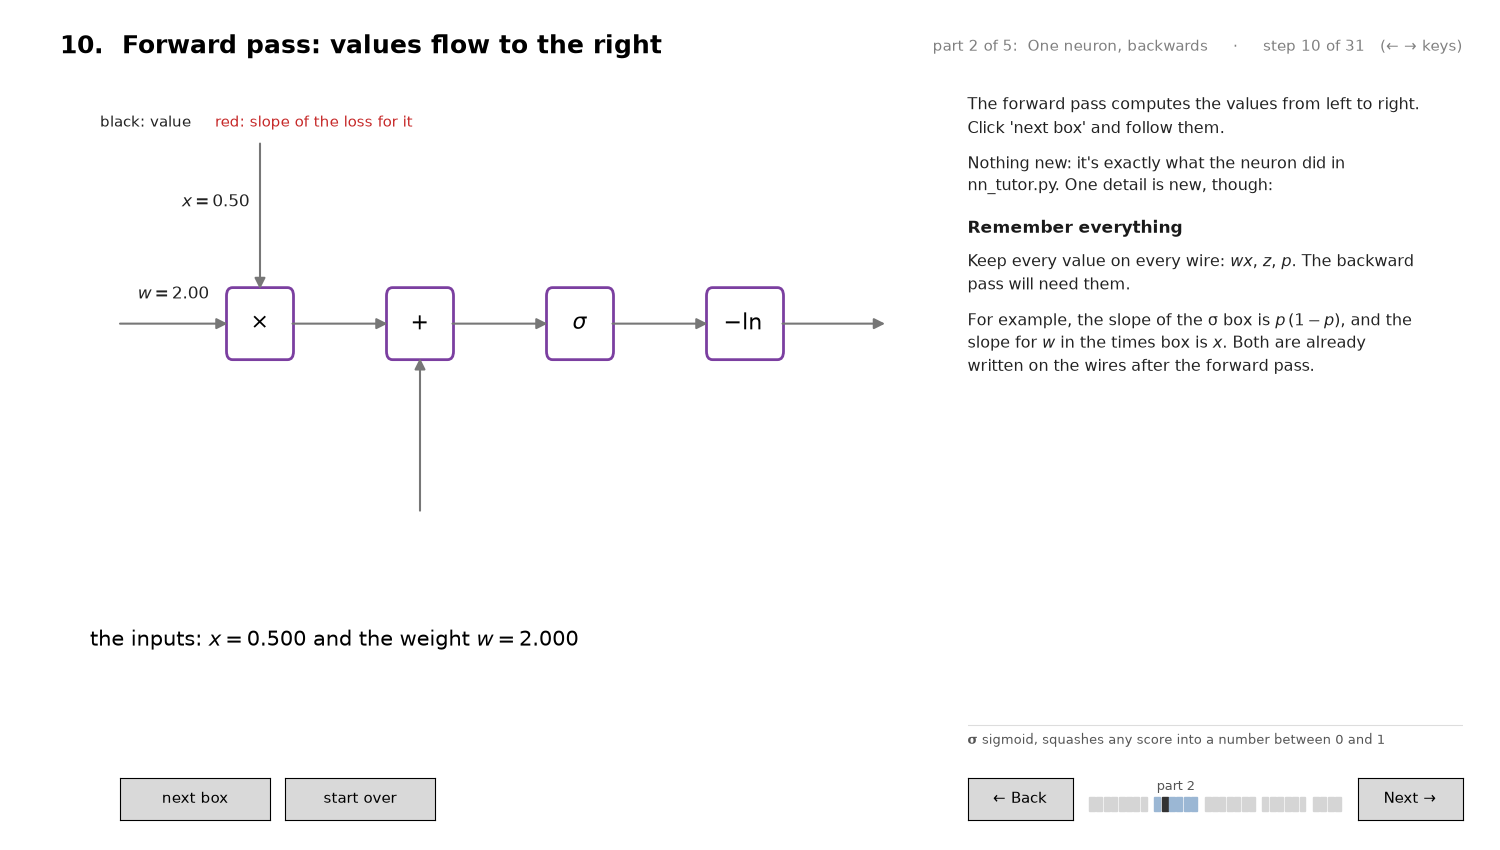 10.  Forward pass: values flow to the right
part 2 of 5:  One neuron, backwards   ·   step 10 of 31   (← → keys)
black: value   red: slope of the loss for it
x = 0.50
w = 2.00
×
+
σ
−ln
the inputs: x = 0.500 and the weight w = 2.000
next box
start over
The forward pass computes the values from left to right.
Click 'next box' and follow them.
Nothing new: it's exactly what the neuron did in
nn_tutor.py. One detail is new, though:
Remember everything
Keep every value on every wire: wx, z, p. The backward
pass will need them.
For example, the slope of the σ box is p (1 − p), and the
slope for w in the times box is x. Both are already
written on the wires after the forward pass.
σ sigmoid, squashes any score into a number between 0 and 1
← Back
part 2
Next →